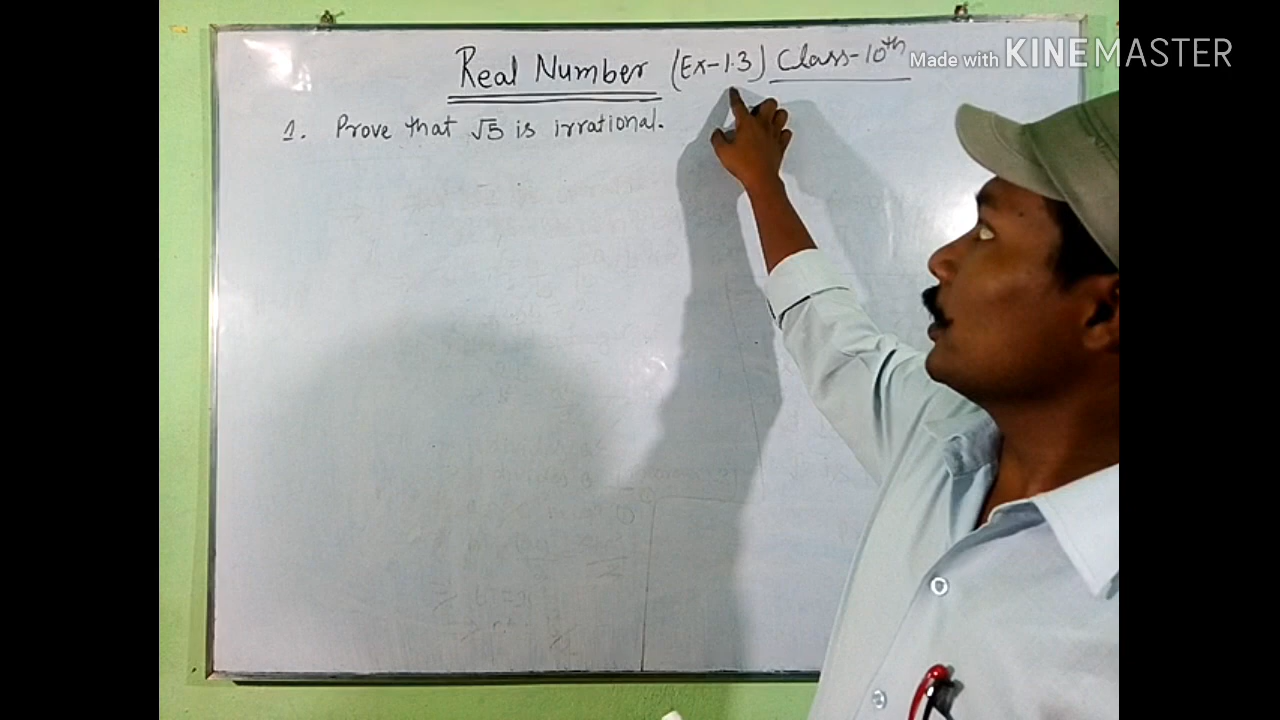 Real Number (Ex-1.3) Class-10th
Made with KINEMASTER
1. Prove that √5 is irrational.